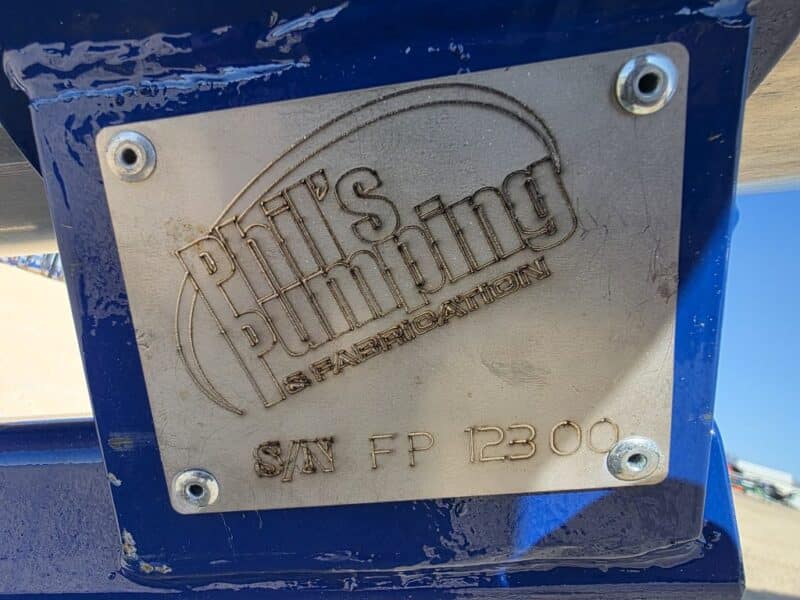 Phil's
Pumping
& FABRICATION
S/N FP 12300